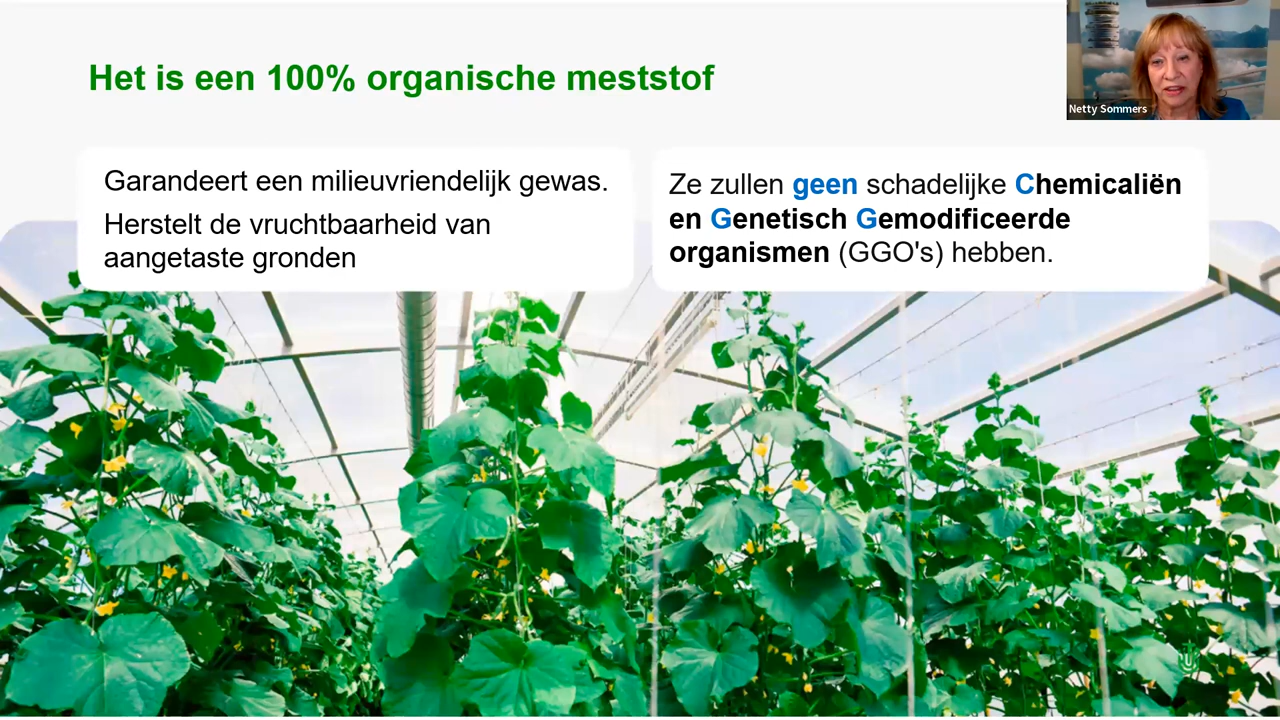 Het is een 100% organische meststof
Netty Sommers
Garandeert een milieuvriendelijk gewas.
Herstelt de vruchtbaarheid van
aangetaste gronden
Ze zullen geen schadelijke Chemicaliën
en Genetisch Gemodificeerde
organismen (GGO's) hebben.